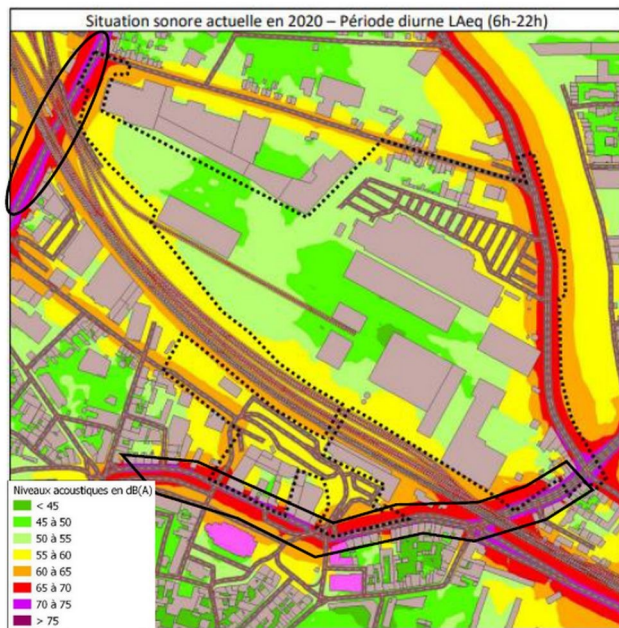 Situation sonore actuelle en 2020 – Période diurne LAeq (6h-22h)
Niveaux acoustiques en dB(A)
< 45
45 à 50
50 à 55
55 à 60
60 à 65
65 à 70
70 à 75
> 75